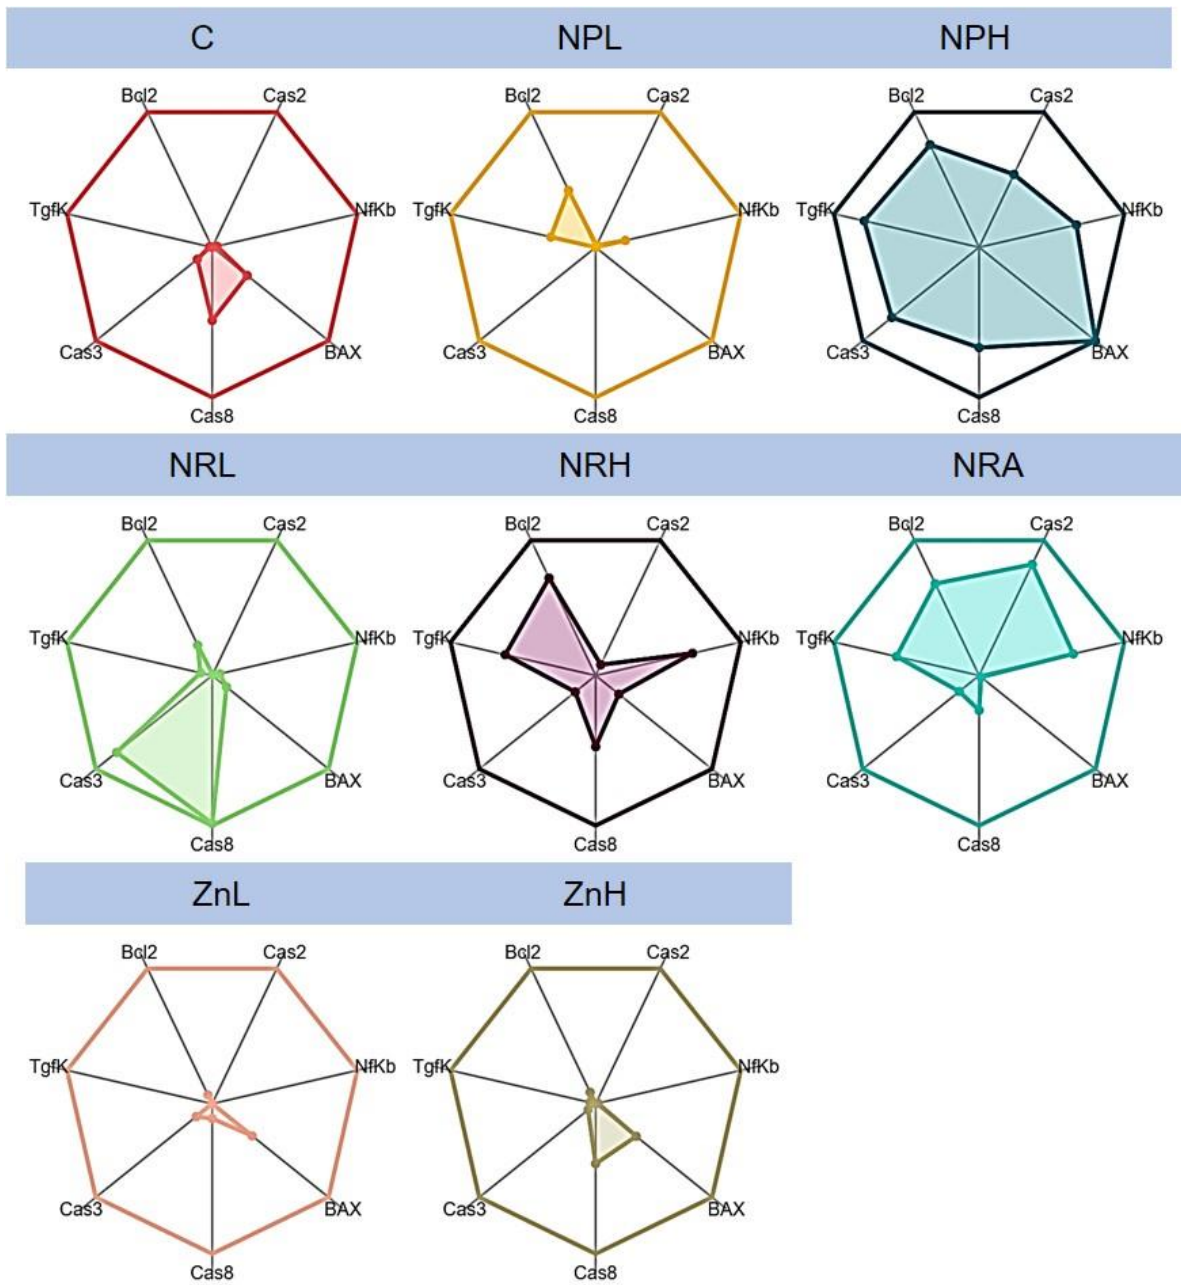 C NPL NPH
Bcl2 Cas2 Bcl2 Cas2 Bcl2 Cas2
TgfK NfKb TgfK NfKb TgfK NfKb
Cas3 BAX Cas3 BAX Cas3 BAX
Cas8 Cas8 Cas8
NRL NRH NRA
Bcl2 Cas2 Bcl2 Cas2 Bcl2 Cas2
TgfK NfKb TgfK NfKb TgfK NfKb
Cas3 BAX Cas3 BAX Cas3 BAX
Cas8 Cas8 Cas8
ZnL ZnH
Bcl2 Cas2 Bcl2 Cas2
TgfK NfKb TgfK NfKb
Cas3 BAX Cas3 BAX
Cas8 Cas8